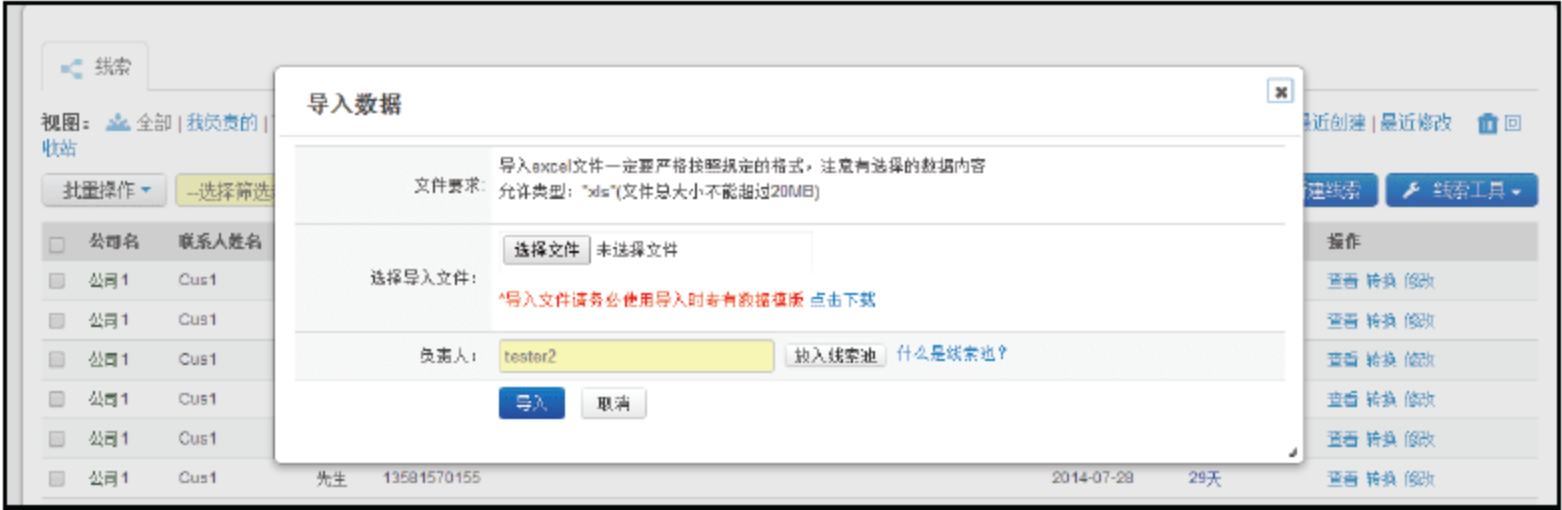 线索
视图： 全部 | 我负责的 |
最近创建 | 最近修改 回
收站
批量操作 --选择筛选
建线索 线索工具
导入数据
文件要求:
导入excel文件一定要严格按照规定的格式，注意有选择的数据内容
允许类型："xls"(文件总大小不能超过20MB)
选择导入文件：
选择文件 未选择文件
*导入文件请务必使用导入时专有数据模版 点击下载
负责人： tester2 放入线索池 什么是线索池？
导入 取消
公司名 联系人姓名 操作
公司1 Cus1 查看 转换 修改
公司1 Cus1 查看 转换 修改
公司1 Cus1 查看 转换 修改
公司1 Cus1 查看 转换 修改
公司1 Cus1 查看 转换 修改
公司1 Cus1 先生 13581570155 2014-07-28 29天 查看 转换 修改